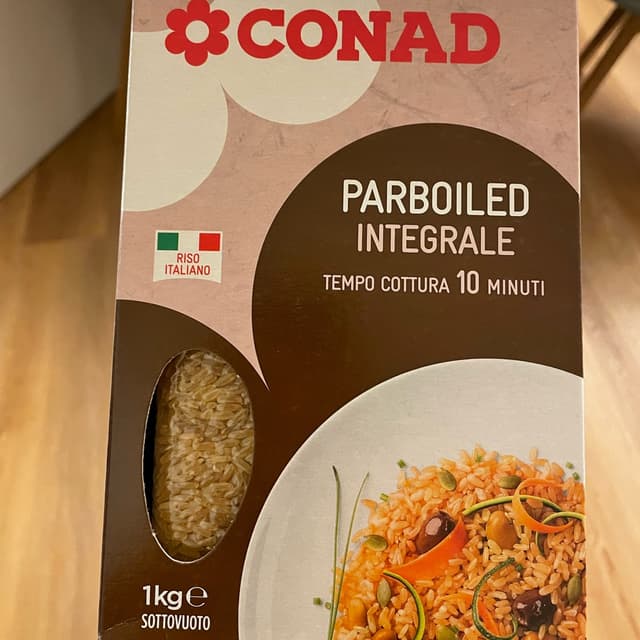 CONAD
PARBOILED
INTEGRALE
TEMPO COTTURA 10 MINUTI
RISO
ITALIANO
1kg℮
SOTTOVUOTO